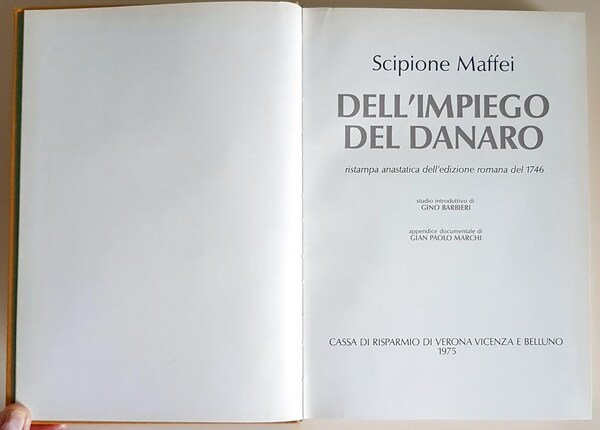 Scipione Maffei
DELL'IMPIEGO
DEL DANARO
ristampa anastatica dell'edizione romana del 1746
studio introduttivo di
GINO BARBIERI
appendice documentale di
GIAN PAOLO MARCHI
CASSA DI RISPARMIO DI VERONA VICENZA E BELLUNO
1975